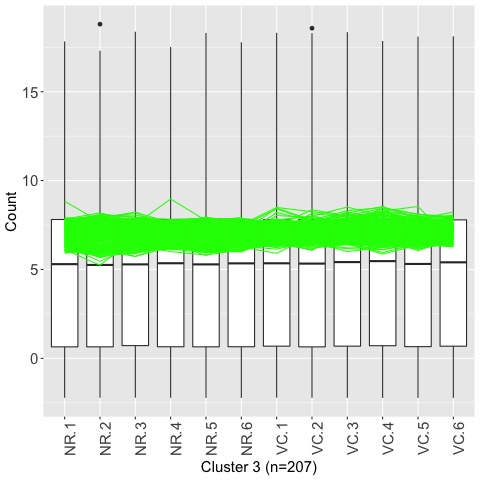 Count
15
10
5
0
NR.1
NR.2
NR.3
NR.4
NR.5
NR.6
VC.1
VC.2
VC.3
VC.4
VC.5
VC.6
Cluster 3 (n=207)